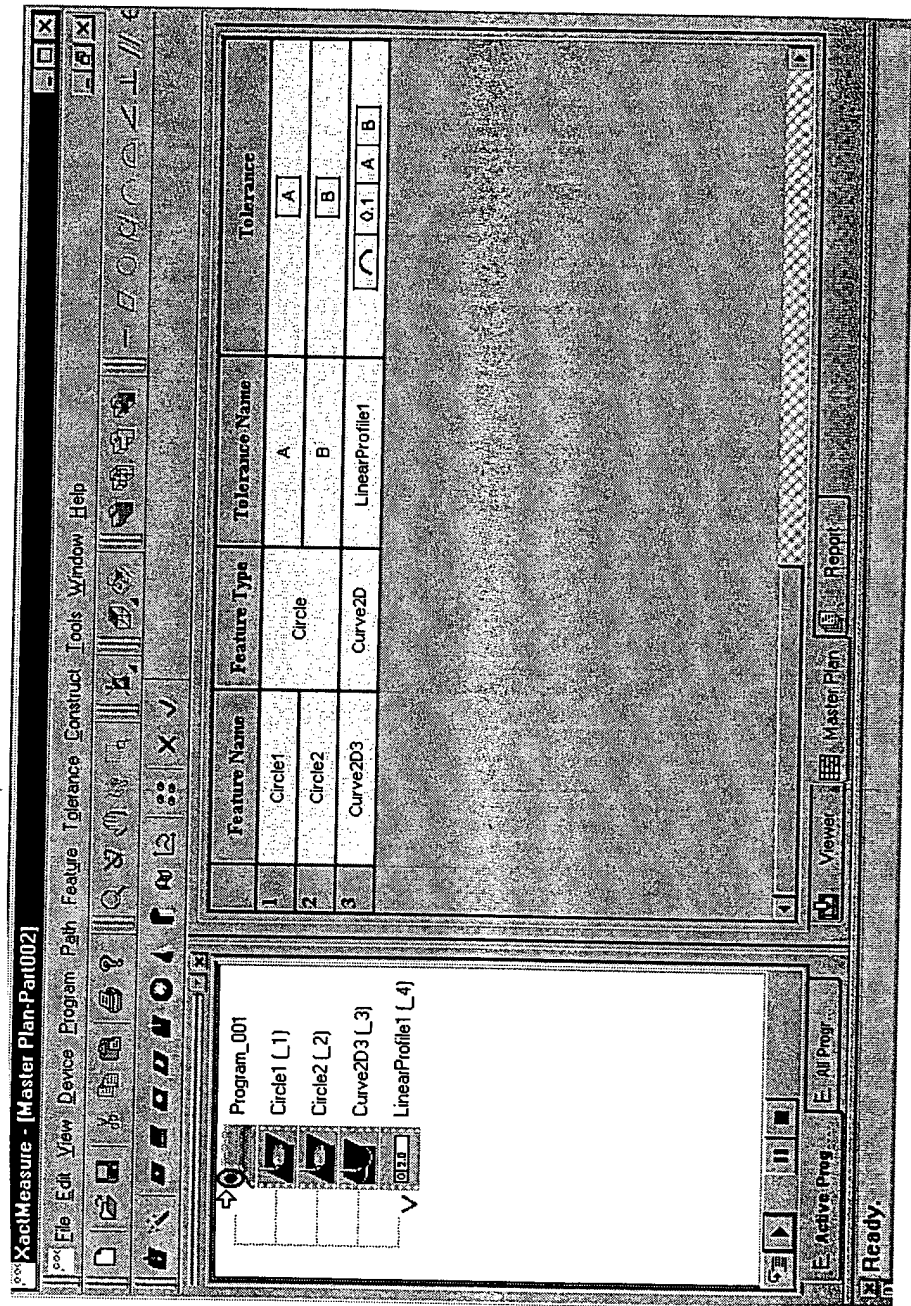 XactMeasure - [Master Plan-Part002]
File Edit View Device Program Path Feature Tolerance Construct Tools Window Help
Program_001
Circle1 (_1)
Circle2 (_2)
Curve2D3 (_3)
LinearProfile1 (_4)
Feature Name Feature Type Tolerance Name Tolerance
1 Circle1 Circle A A
2 Circle2 B B
3 Curve2D3 Curve2D LinearProfile1 0.1 A B
Active Prog... All Progr...
Viewer Master Plan Report
Ready.